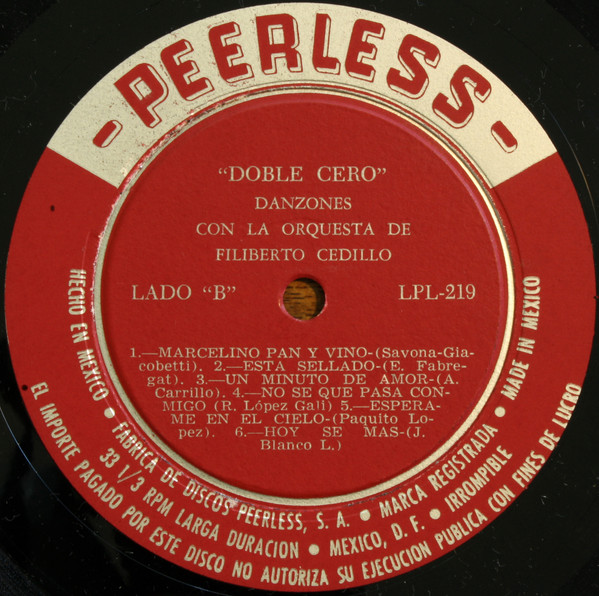 - PEERLESS -
"DOBLE CERO"
DANZONES
CON LA ORQUESTA DE
FILIBERTO CEDILLO
LADO "B" LPL-219
1.—MARCELINO PAN Y VINO-(Savona-Gia-
cobetti). 2.—ESTA SELLADO-(E. Fabre-
gat). 3.—UN MINUTO DE AMOR-(A.
Carrillo). 4.—NO SE QUE PASA CON-
MIGO (R. López Gali) 5.—ESPERA-
ME EN EL CIELO-(Paquito Lo-
pez). 6.—HOY SE MAS-(J.
Blanco L.)
HECHO EN MEXICO • FABRICA DE DISCOS PEERLESS, S. A. • MARCA REGISTRADA • MADE IN MEXICO
33 1/3 RPM LARGA DURACION • MEXICO, D. F. • IRROMPIBLE
EL IMPORTE PAGADO POR ESTE DISCO NO AUTORIZA SU EJECUCION PUBLICA CON FINES DE LUCRO